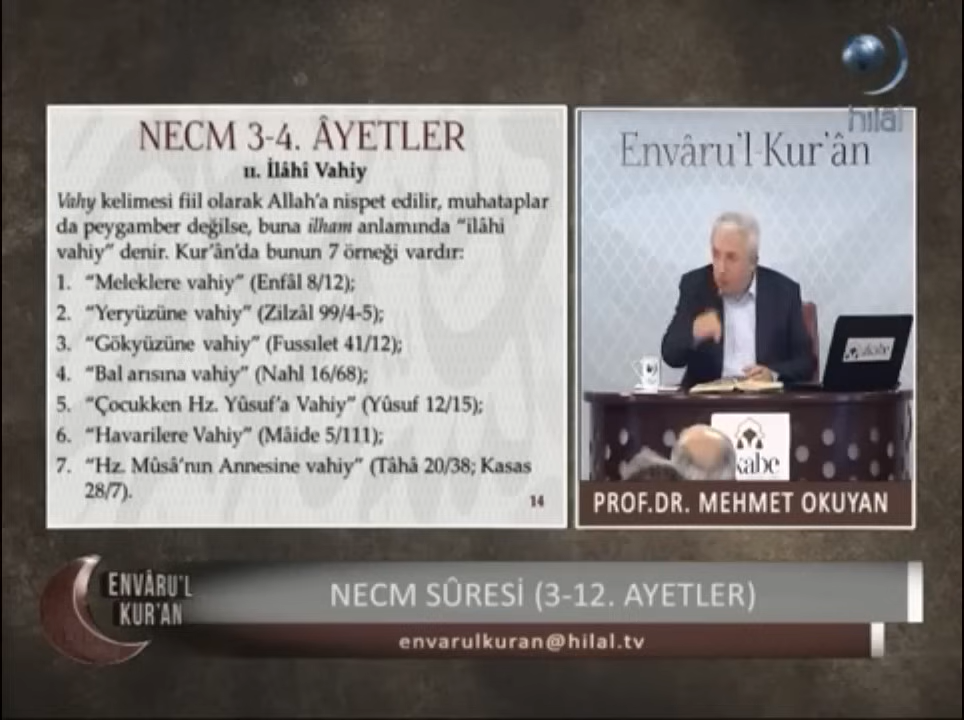 hilal
NECM 3-4. ÂYETLER
II. İlâhî Vahiy
Vahy kelimesi fiil olarak Allah'a nispet edilir, muhataplar
da peygamber değilse, buna ilham anlamında "ilâhi
vahiy" denir. Kur'ân'da bunun 7 örneği vardır:
1. "Meleklere vahiy" (Enfâl 8/12);
2. "Yeryüzüne vahiy" (Zilzâl 99/4-5);
3. "Gökyüzüne vahiy" (Fussılet 41/12);
4. "Bal arısına vahiy" (Nahl 16/68);
5. "Çocukken Hz. Yûsuf'a Vahiy" (Yûsuf 12/15);
6. "Havarilere Vahiy" (Mâide 5/111);
7. "Hz. Mûsâ'nın Annesine vahiy" (Tâhâ 20/38; Kasas
28/7).
14
Envâru'l-Kur'ân
akabe
kabe
PROF.DR. MEHMET OKUYAN
ENVÂRU'L
KUR'AN
NECM SÛRESİ (3-12. AYETLER)
envarulkuran@hilal.tv